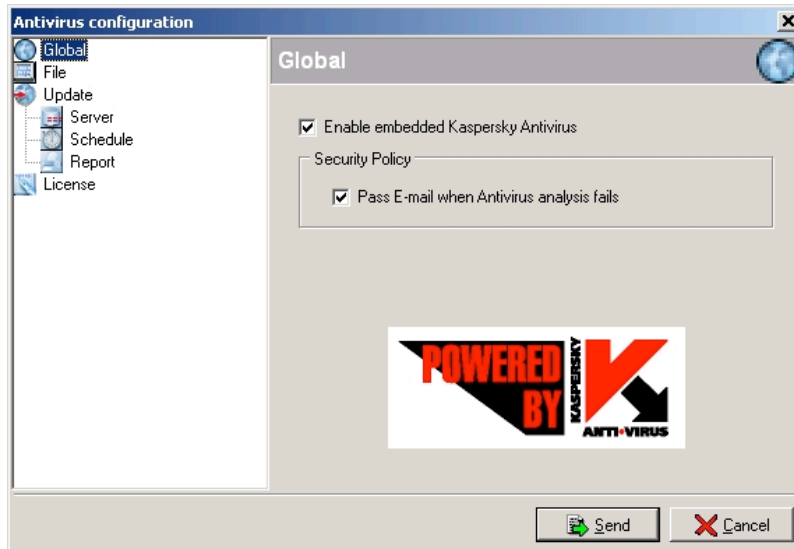 Antivirus configuration
Global
File
Update
Server
Schedule
Report
License
Global
Enable embedded Kaspersky Antivirus
Security Policy
Pass E-mail when Antivirus analysis fails
POWERED
BY
KASPERSKY
ANTI•VIRUS
Send
Cancel